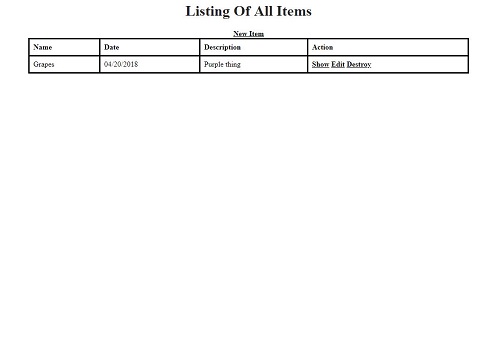 Listing Of All Items
New Item
Name Date Description Action
Grapes 04/20/2018 Purple thing Show Edit Destroy